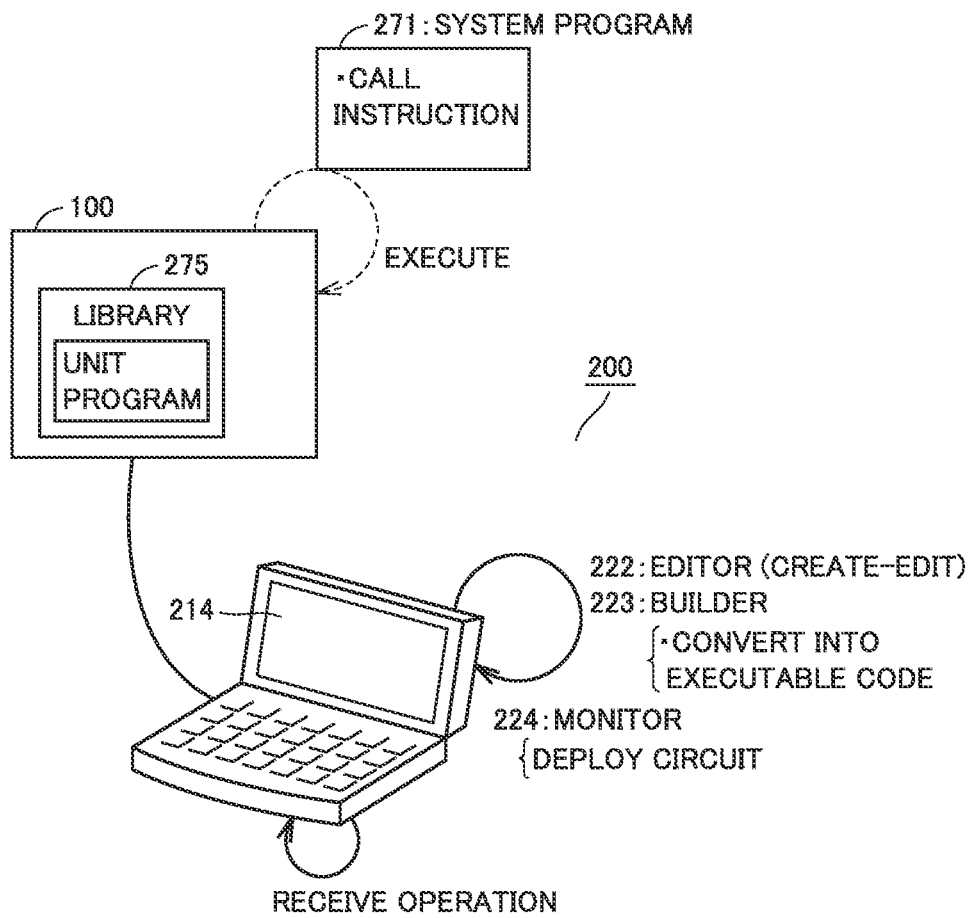 271:SYSTEM PROGRAM
・CALL
INSTRUCTION
100
EXECUTE
275
LIBRARY
UNIT
PROGRAM
200
222:EDITOR (CREATE-EDIT)
223:BUILDER
・CONVERT INTO
EXECUTABLE CODE
214
224:MONITOR
DEPLOY CIRCUIT
RECEIVE OPERATION